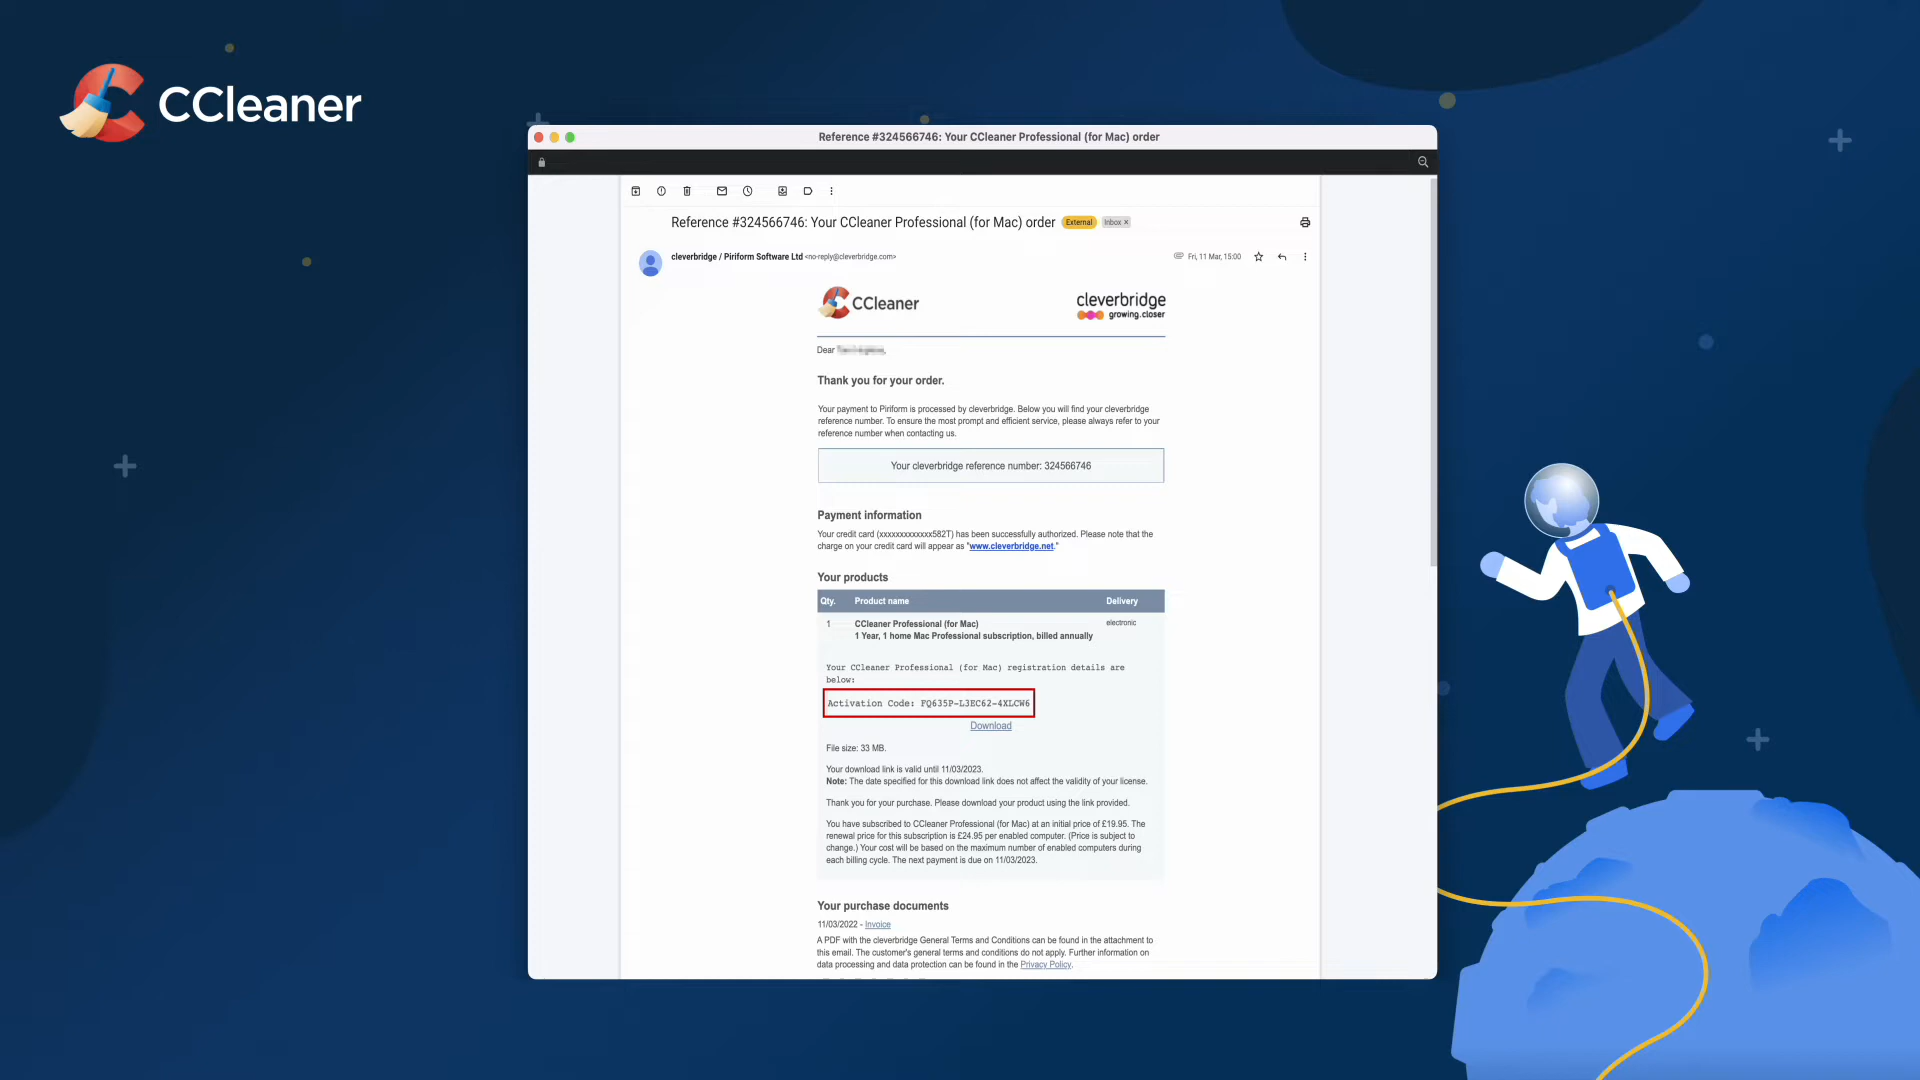 CCleaner
Reference #324566746: Your CCleaner Professional (for Mac) order
Reference #324566746: Your CCleaner Professional (for Mac) order External Inbox ×
cleverbridge / Piriform Software Ltd <no-reply@cleverbridge.com> Fri, 11 Mar, 15:00
CCleaner
cleverbridge
growing.closer
Dear
Thank you for your order.
Your payment to Piriform is processed by cleverbridge. Below you will find your cleverbridge
reference number. To ensure the most prompt and efficient service, please always refer to your
reference number when contacting us.
Your cleverbridge reference number: 324566746
Payment information
Your credit card (xxxxxxxxxxxxx582T) has been successfully authorized. Please note that the
charge on your credit card will appear as "www.cleverbridge.net."
Your products
Qty. Product name Delivery
1 CCleaner Professional (for Mac) electronic
1 Year, 1 home Mac Professional subscription, billed annually
Your CCleaner Professional (for Mac) registration details are
below:
Activation Code: FQ635P-L3EC62-4XLCW6
Download
File size: 33 MB.
Your download link is valid until 11/03/2023.
Note: The date specified for this download link does not affect the validity of your license.
Thank you for your purchase. Please download your product using the link provided.
You have subscribed to CCleaner Professional (for Mac) at an initial price of £19.95. The
renewal price for this subscription is £24.95 per enabled computer. (Price is subject to
change.) Your cost will be based on the maximum number of enabled computers during
each billing cycle. The next payment is due on 11/03/2023.
Your purchase documents
11/03/2022 - Invoice
A PDF with the cleverbridge General Terms and Conditions can be found in the attachment to
this email. The customer's general terms and conditions do not apply. Further information on
data processing and data protection can be found in the Privacy Policy.